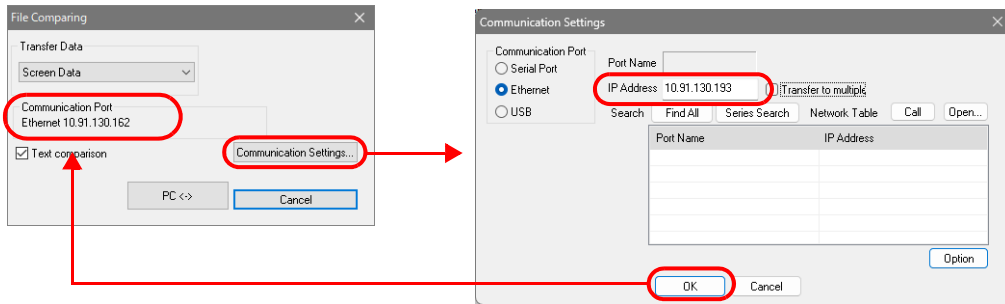 File Comparing
Transfer Data
Screen Data
Communication Port
Ethernet 10.91.130.162
Text comparison
Communication Settings...
PC <->
Cancel
Communication Settings
Communication Port
Serial Port
Ethernet
USB
Port Name
IP Address 10.91.130.193 Transfer to multiple
Search Find All Series Search Network Table Call Open...
Port Name IP Address
Option
OK Cancel